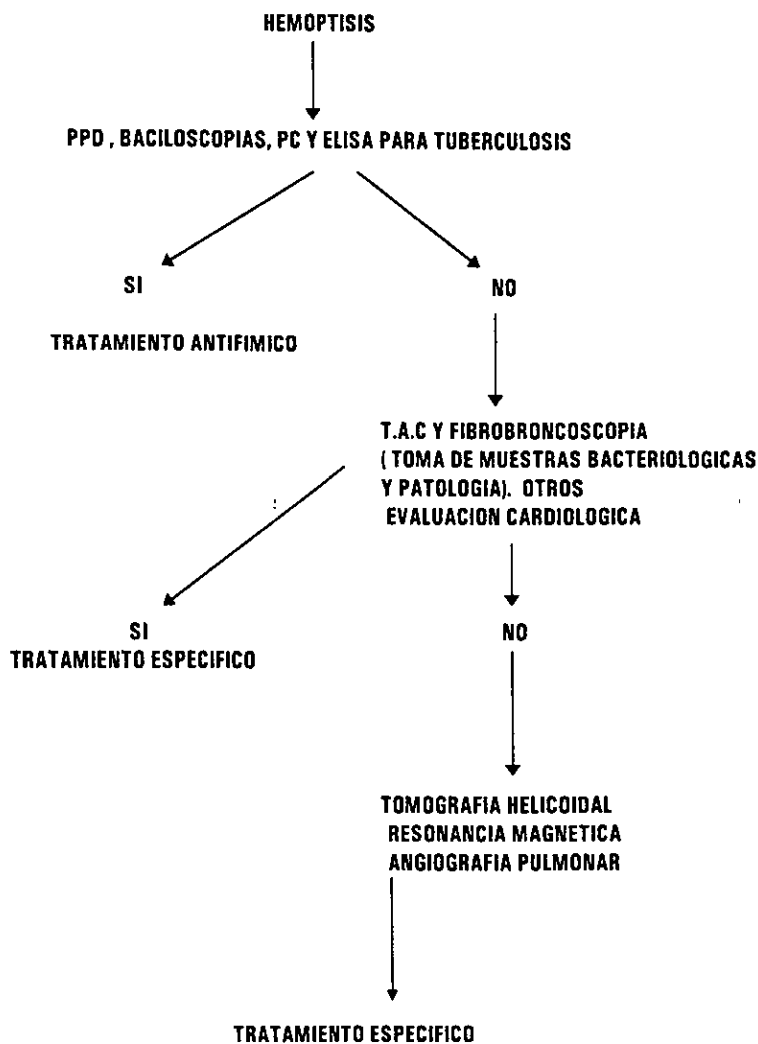 HEMOPTISIS
PPD , BACILOSCOPIAS, PC Y ELISA PARA TUBERCULOSIS
SI
NO
TRATAMIENTO ANTIFIMICO
T.A.C Y FIBROBRONCOSCOPIA
( TOMA DE MUESTRAS BACTERIOLOGICAS
Y PATOLOGIA). OTROS
EVALUACION CARDIOLOGICA
SI
NO
TRATAMIENTO ESPECIFICO
TOMOGRAFIA HELICOIDAL
RESONANCIA MAGNETICA
ANGIOGRAFIA PULMONAR
TRATAMIENTO ESPECIFICO